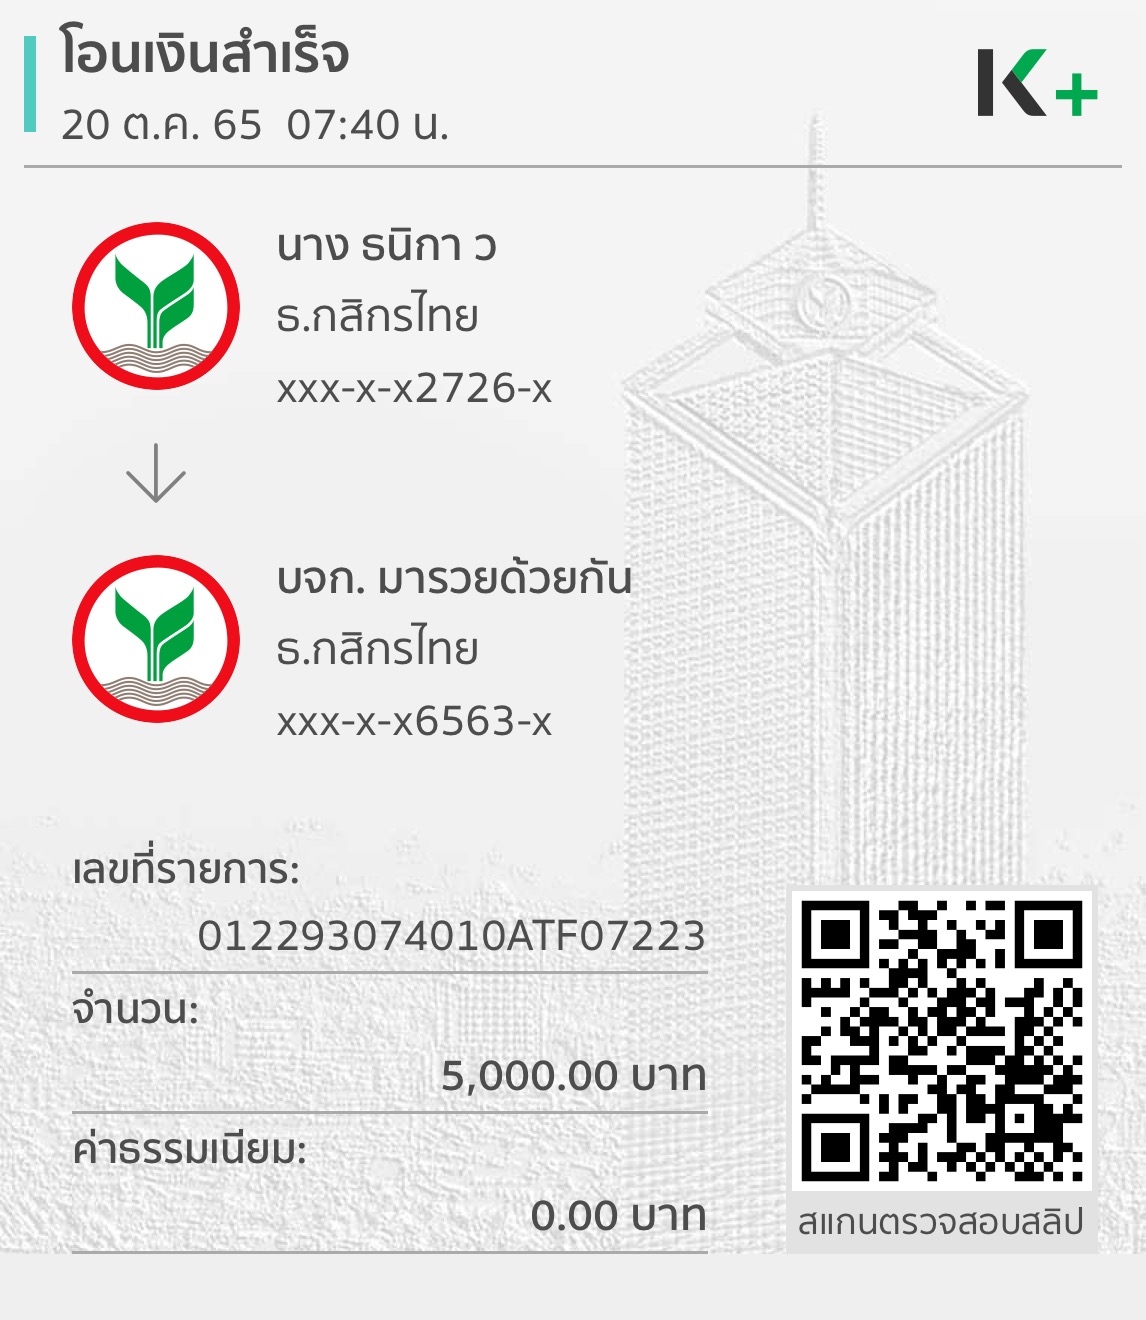 โอนเงินสำเร็จ
20 ต.ค. 65  07:40 น.
K+
นาง ธนิกา ว
ธ.กสิกรไทย
xxx-x-x2726-x
บจก. มารวยด้วยกัน
ธ.กสิกรไทย
xxx-x-x6563-x
เลขที่รายการ:
012293074010ATF07223
จำนวน:
5,000.00 บาท
ค่าธรรมเนียม:
0.00 บาท
สแกนตรวจสอบสลิป